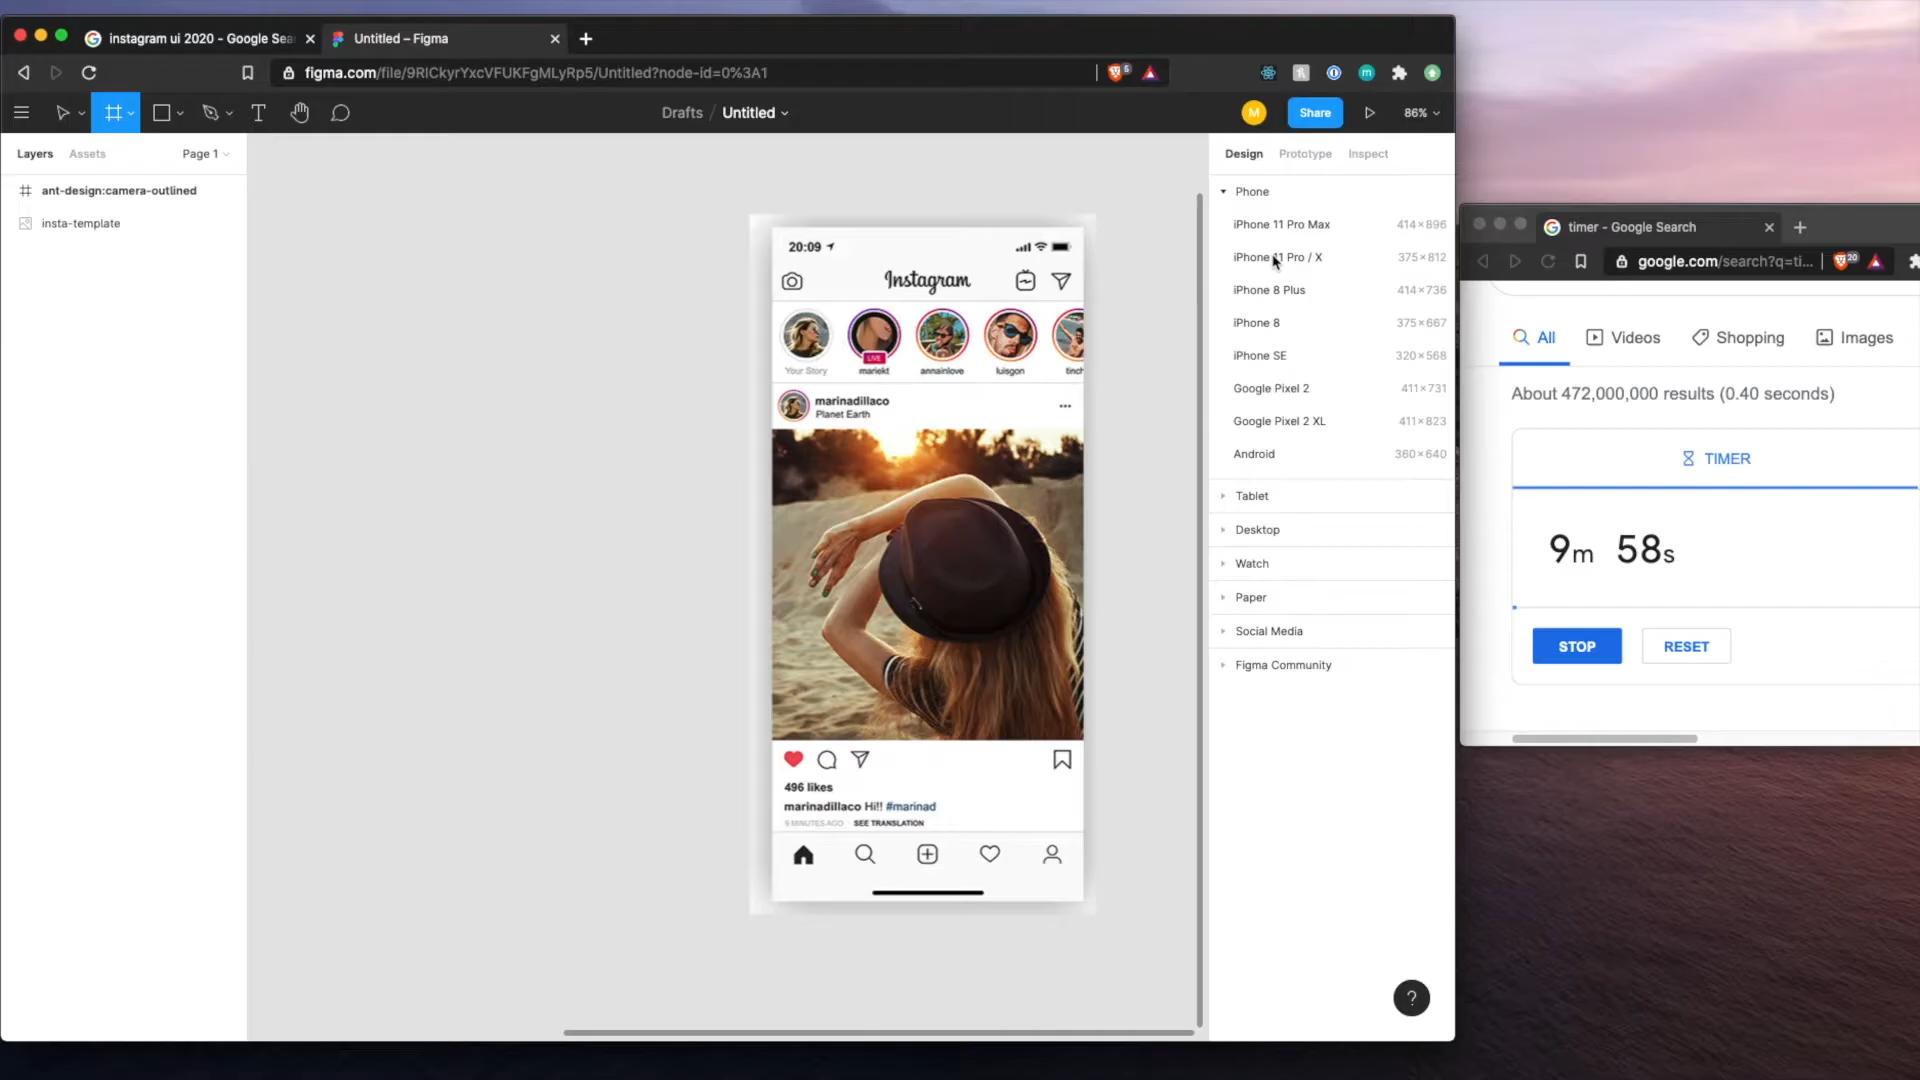 instagram ui 2020 - Google Sea
Untitled – Figma
figma.com/file/9RICkyrYxcVFUKFgMLyRp5/Untitled?node-id=0%3A1
5
m
Drafts / Untitled
M
Share
86%
Layers
Assets
Page 1
ant-design:camera-outlined
insta-template
20:09
Instagram
LIVE
Your Story
mariekt
annainlove
luisgon
tinch
marinadillaco
Planet Earth
496 likes
marinadillaco Hi!! #marinad
9 MINUTES AGO SEE TRANSLATION
Design
Prototype
Inspect
Phone
iPhone 11 Pro Max 414×896
iPhone 11 Pro / X 375×812
iPhone 8 Plus 414×736
iPhone 8 375×667
iPhone SE 320×568
Google Pixel 2 411×731
Google Pixel 2 XL 411×823
Android 360×640
Tablet
Desktop
Watch
Paper
Social Media
Figma Community
?
timer - Google Search
google.com/search?q=ti...
20
All
Videos
Shopping
Images
About 472,000,000 results (0.40 seconds)
TIMER
9m 58s
STOP
RESET